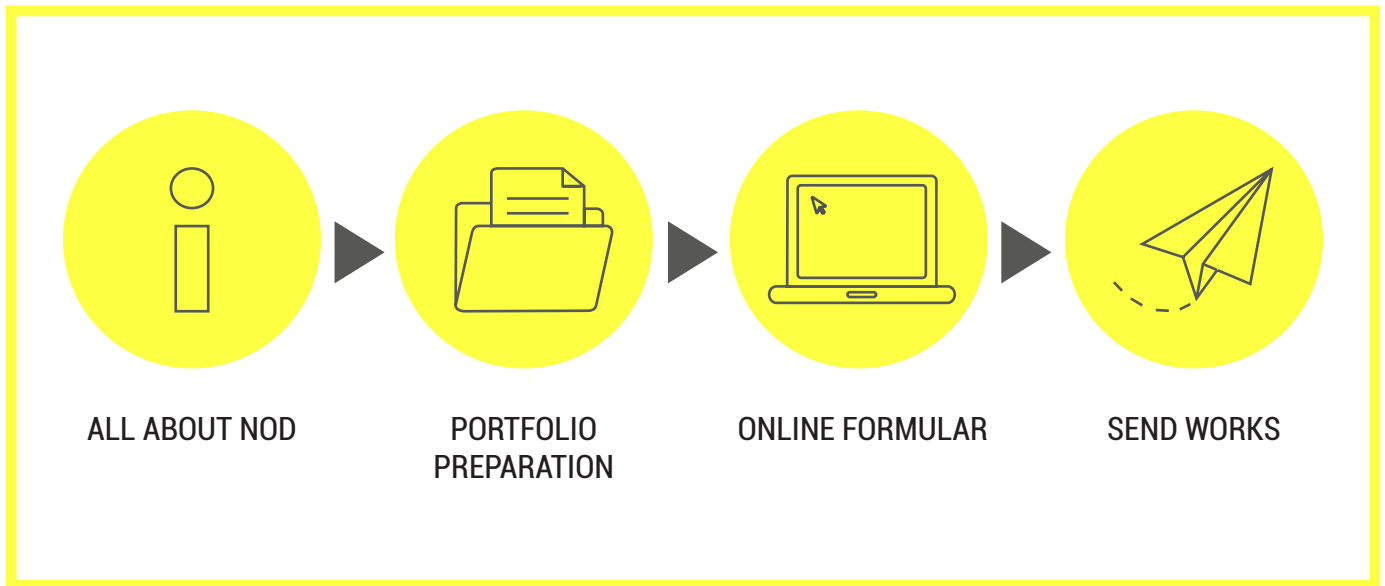 ALL ABOUT NOD
PORTFOLIO
PREPARATION
ONLINE FORMULAR
SEND WORKS